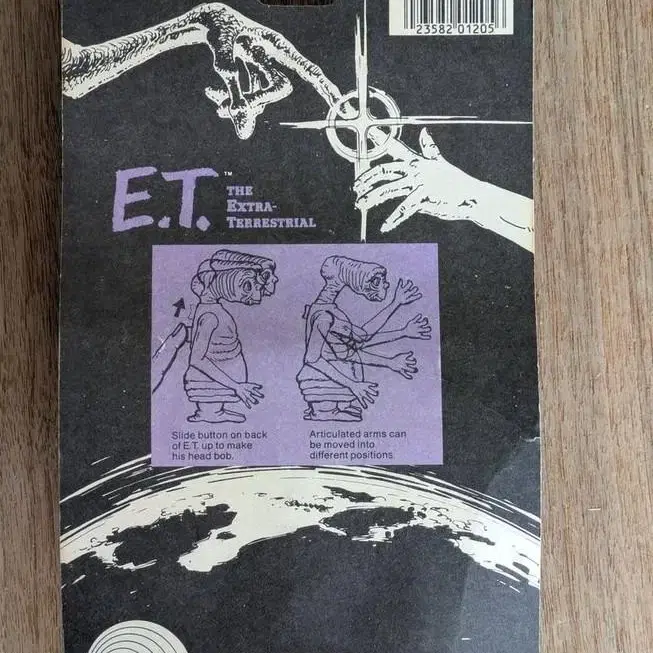 23582 01205
E.T.™ THE
EXTRA-
TERRESTRIAL
Slide button on back
of E.T. up to make
his head bob.
Articulated arms can
be moved into
different positions.